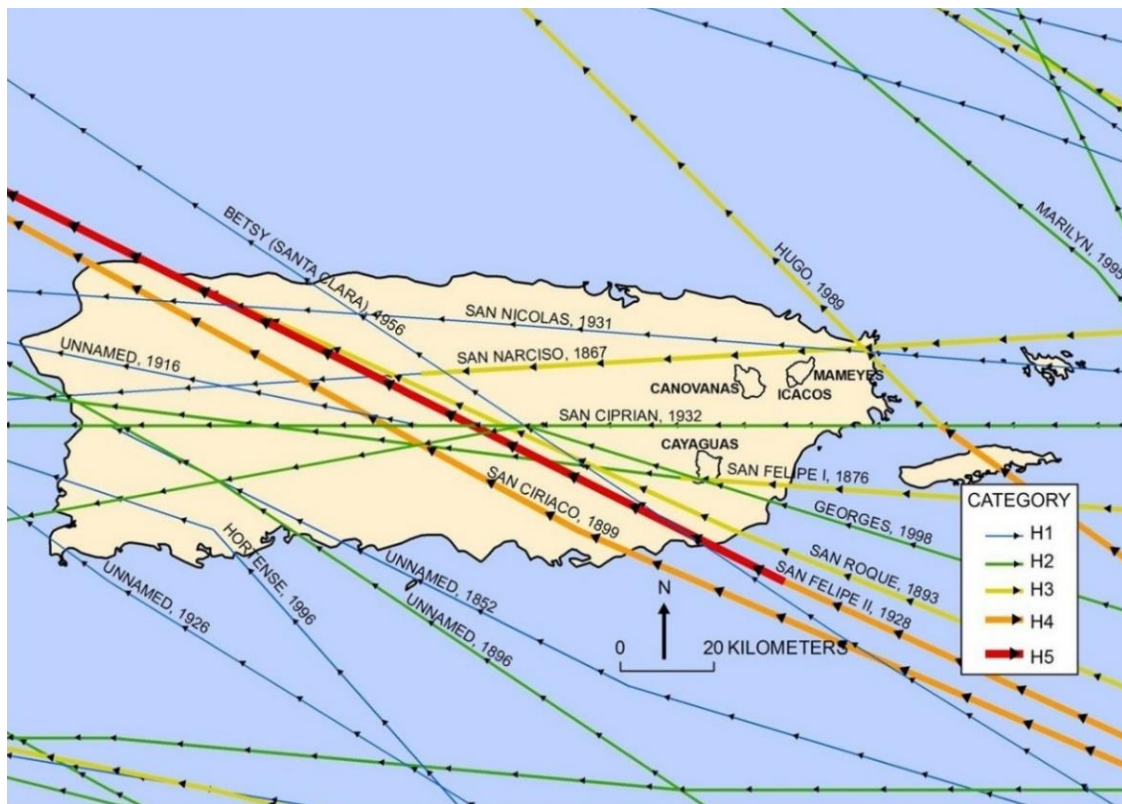 MARILYN, 1995
HUGO, 1989
BETSY (SANTA CLARA), 1956
SAN NICOLAS, 1931
UNNAMED, 1916
SAN NARCISO, 1867
MAMEYES
CANOVANAS
ICACOS
SAN CIPRIAN, 1932
CAYAGUAS
SAN FELIPE I, 1876
SAN CIRIACO, 1899
GEORGES, 1998
HORTENSE, 1996
SAN ROQUE, 1893
UNNAMED, 1926
UNNAMED, 1852
SAN FELIPE II, 1928
UNNAMED, 1896
N
0 20 KILOMETERS
CATEGORY
H1
H2
H3
H4
H5